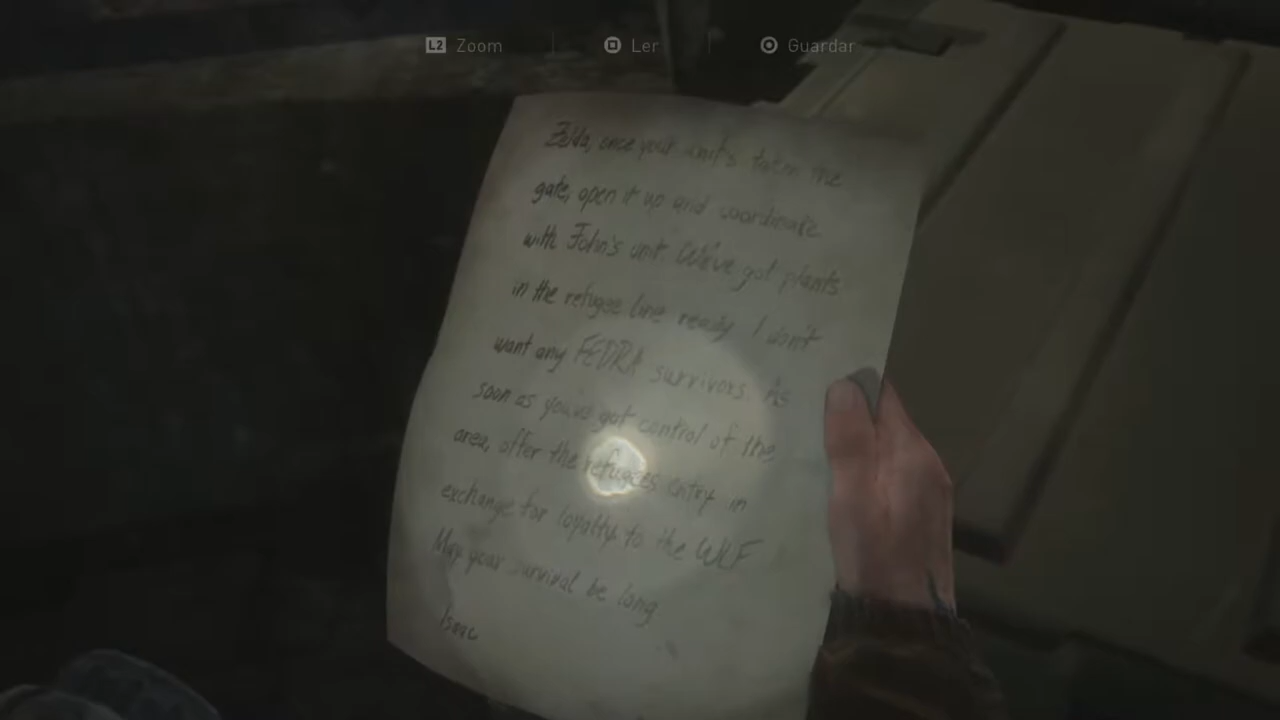 Zoom
Ler
Guardar
Zelda, once your unit's taken the
gate, open it up and coordinate
with John's unit. We've got plants
in the refugee line ready. I don't
want any FEDRA survivors. As
soon as you've got control of the
area, offer the refugees entry in
exchange for loyalty to the WLF
May your survival be long
Isaac